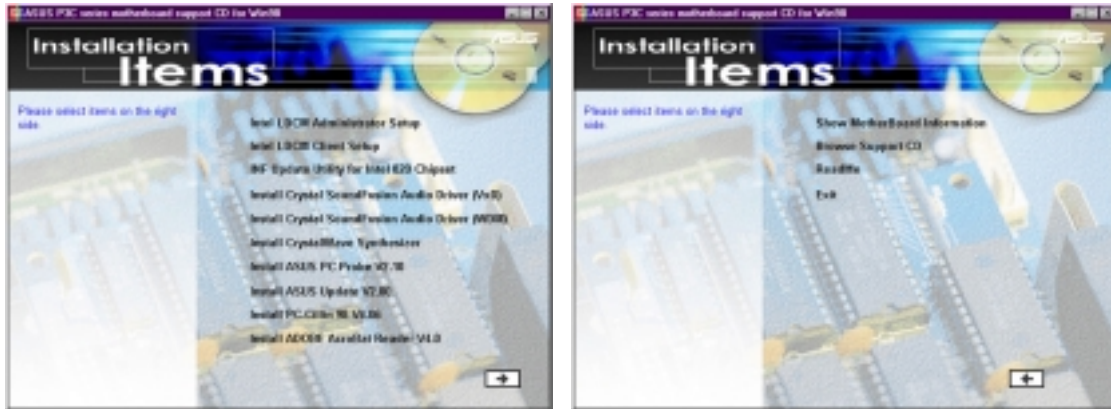 ASUS P3C series motherboard support CD for Win98
Installation
Items
ASUS
Please select items on the right
side
Intel LDCM Administrator Setup
Intel LDCM Client Setup
INF Update Utility for Intel 820 Chipset
Install Crystal SoundFusion Audio Driver (VxD)
Install Crystal SoundFusion Audio Driver (WDM)
Install CrystalWave Synthesizer
Install ASUS PC Probe V2.10
Install ASUS Update V2.00
Install PC-Cillin 98
Install ADOBE Acrobat Reader V4.0
ASUS P3C series motherboard support CD for Win98
Installation
Items
ASUS
Please select items on the right
side
Show MotherBoard Information
Browse Support CD
ReadMe
Exit